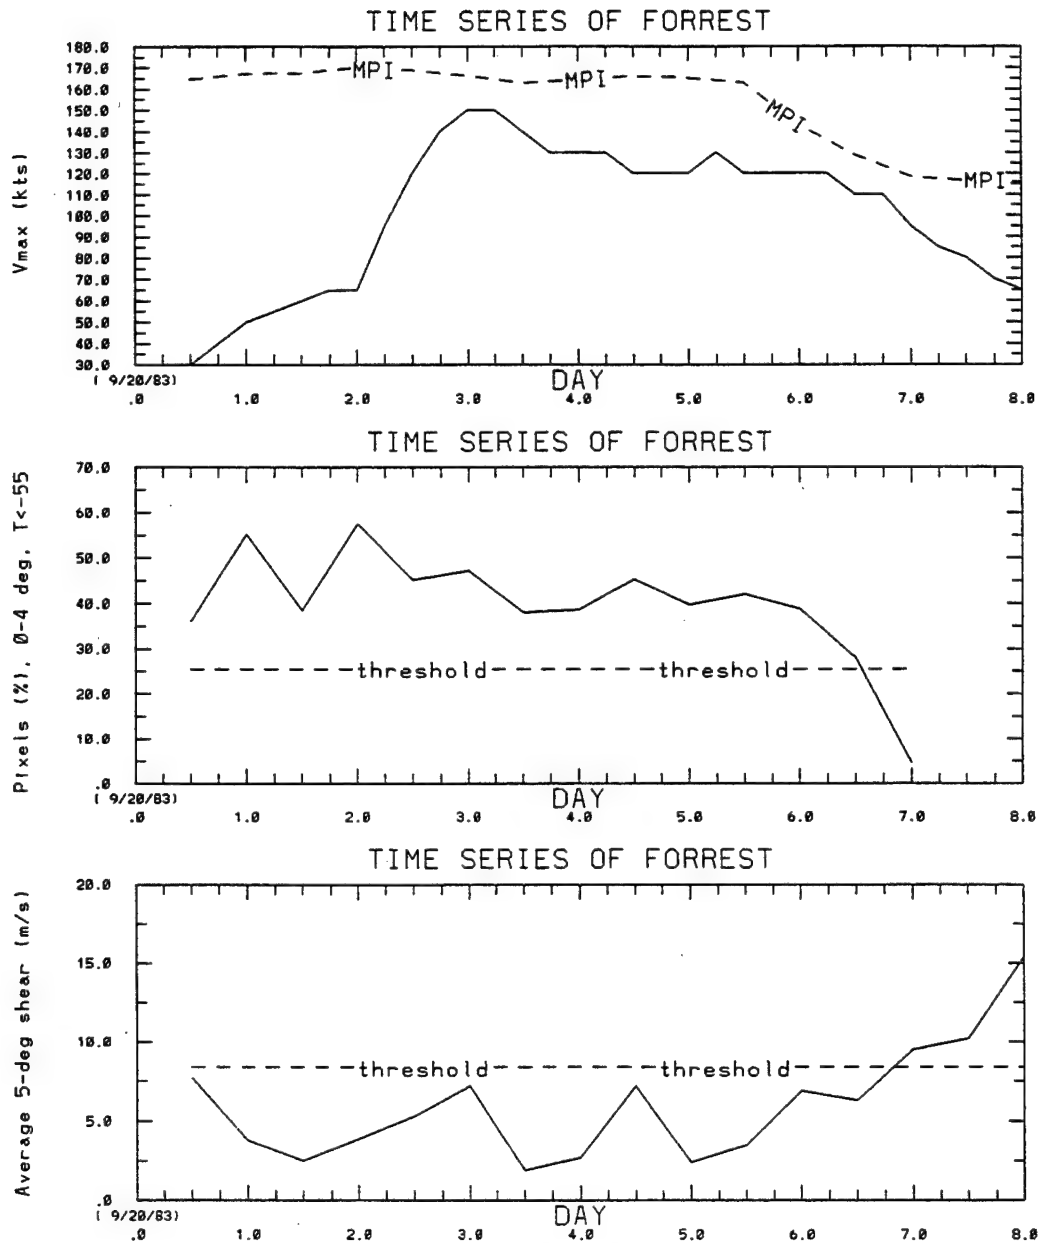 TIME SERIES OF FORREST
Vmax (kts)
180.0
170.0
160.0
150.0
140.0
130.0
120.0
110.0
100.0
90.0
80.0
70.0
60.0
50.0
40.0
30.0
MPI
MPI
MPI
MPI
( 9/20/83)
DAY
.0 1.0 2.0 3.0 4.0 5.0 6.0 7.0 8.0
TIME SERIES OF FORREST
Pixels (%), 0-4 deg, T<-55
70.0
60.0
50.0
40.0
30.0
20.0
10.0
.0
threshold threshold
( 9/20/83)
DAY
.0 1.0 2.0 3.0 4.0 5.0 6.0 7.0 8.0
TIME SERIES OF FORREST
Average 5-deg shear (m/s)
20.0
15.0
10.0
5.0
.0
threshold threshold
( 9/20/83)
DAY
.0 1.0 2.0 3.0 4.0 5.0 6.0 7.0 8.0